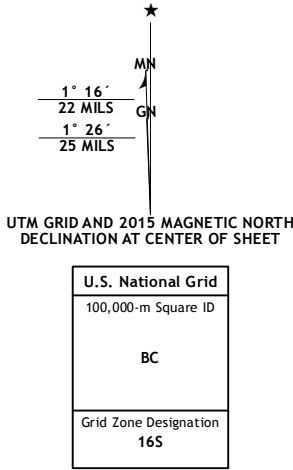 ★
MN
1° 16´
22 MILS
GN
1° 26´
25 MILS
UTM GRID AND 2015 MAGNETIC NORTH
DECLINATION AT CENTER OF SHEET
U.S. National Grid
100,000-m Square ID
BC
Grid Zone Designation
16S